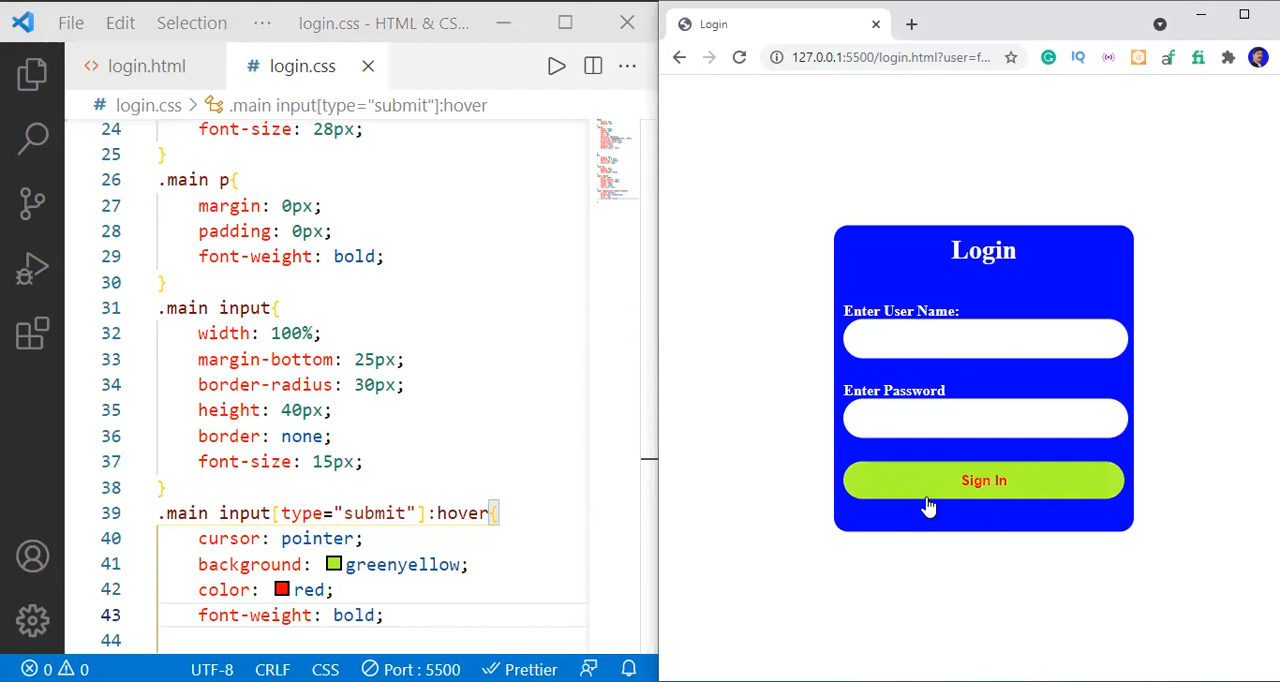 File Edit Selection ··· login.css - HTML & CS...
login.html # login.css
# login.css > .main input[type="submit"]:hover
24 font-size: 28px;
25 }
26 .main p{
27 margin: 0px;
28 padding: 0px;
29 font-weight: bold;
30 }
31 .main input{
32 width: 100%;
33 margin-bottom: 25px;
34 border-radius: 30px;
35 height: 40px;
36 border: none;
37 font-size: 15px;
38 }
39 .main input[type="submit"]:hover{
40 cursor: pointer;
41 background: greenyellow;
42 color: red;
43 font-weight: bold;
44
0 0 UTF-8 CRLF CSS Port : 5500 Prettier
Login
127.0.0.1:5500/login.html?user=f...
IQ af fi
Login
Enter User Name:
Enter Password
Sign In